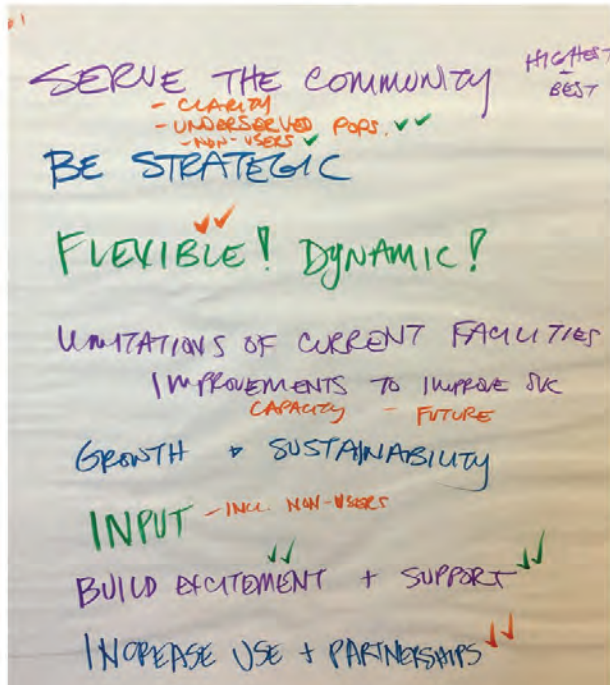 1
SERVE THE COMMUNITY
HIGHEST
+
BEST
- CLARITY
- UNDERSERVED POPS. ✓✓
- NON-USERS ✓
BE STRATEGIC
✓✓
FLEXIBLE! DYNAMIC!
LIMITATIONS OF CURRENT FACILITIES
IMPROVEMENTS TO IMPROVE SVC
CAPACITY - FUTURE
GROWTH + SUSTAINABILITY
INPUT - INCL. NON-USERS
BUILD EXCITEMENT ✓✓ + SUPPORT ✓✓
INCREASE USE + PARTNERSHIPS ✓✓